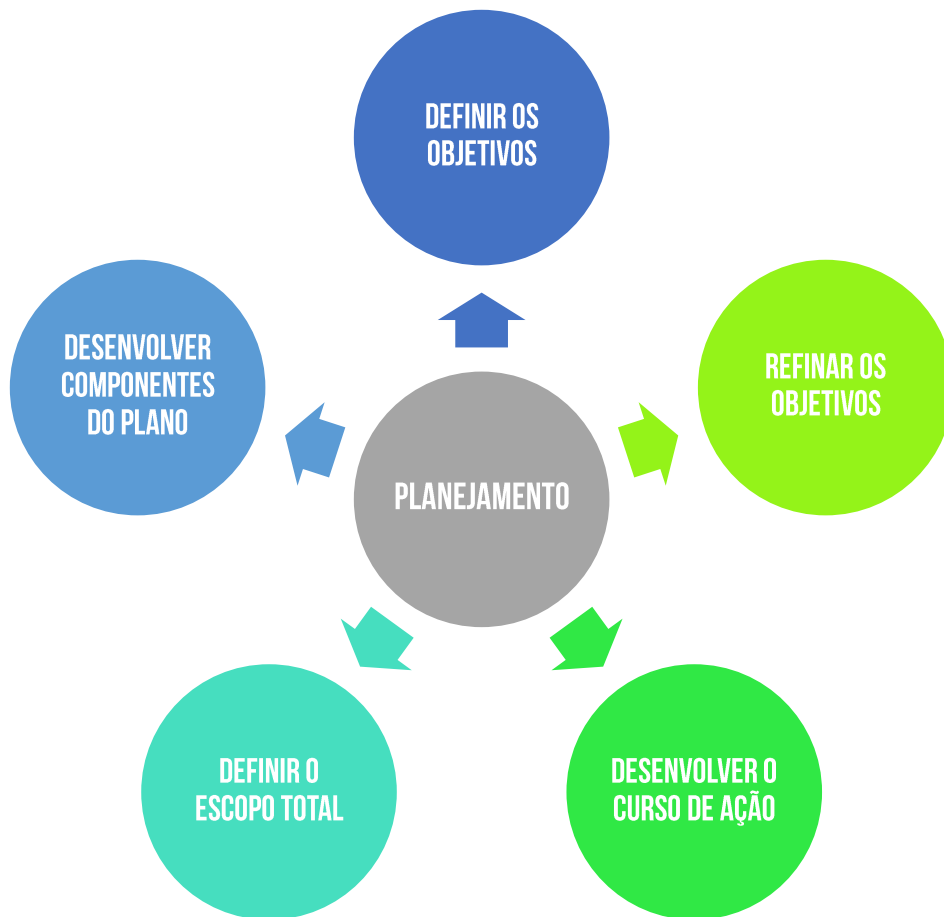 DEFINIR OS
OBJETIVOS
REFINAR OS
OBJETIVOS
DESENVOLVER O
CURSO DE AÇÃO
DEFINIR O
ESCOPO TOTAL
DESENVOLVER
COMPONENTES
DO PLANO
PLANEJAMENTO